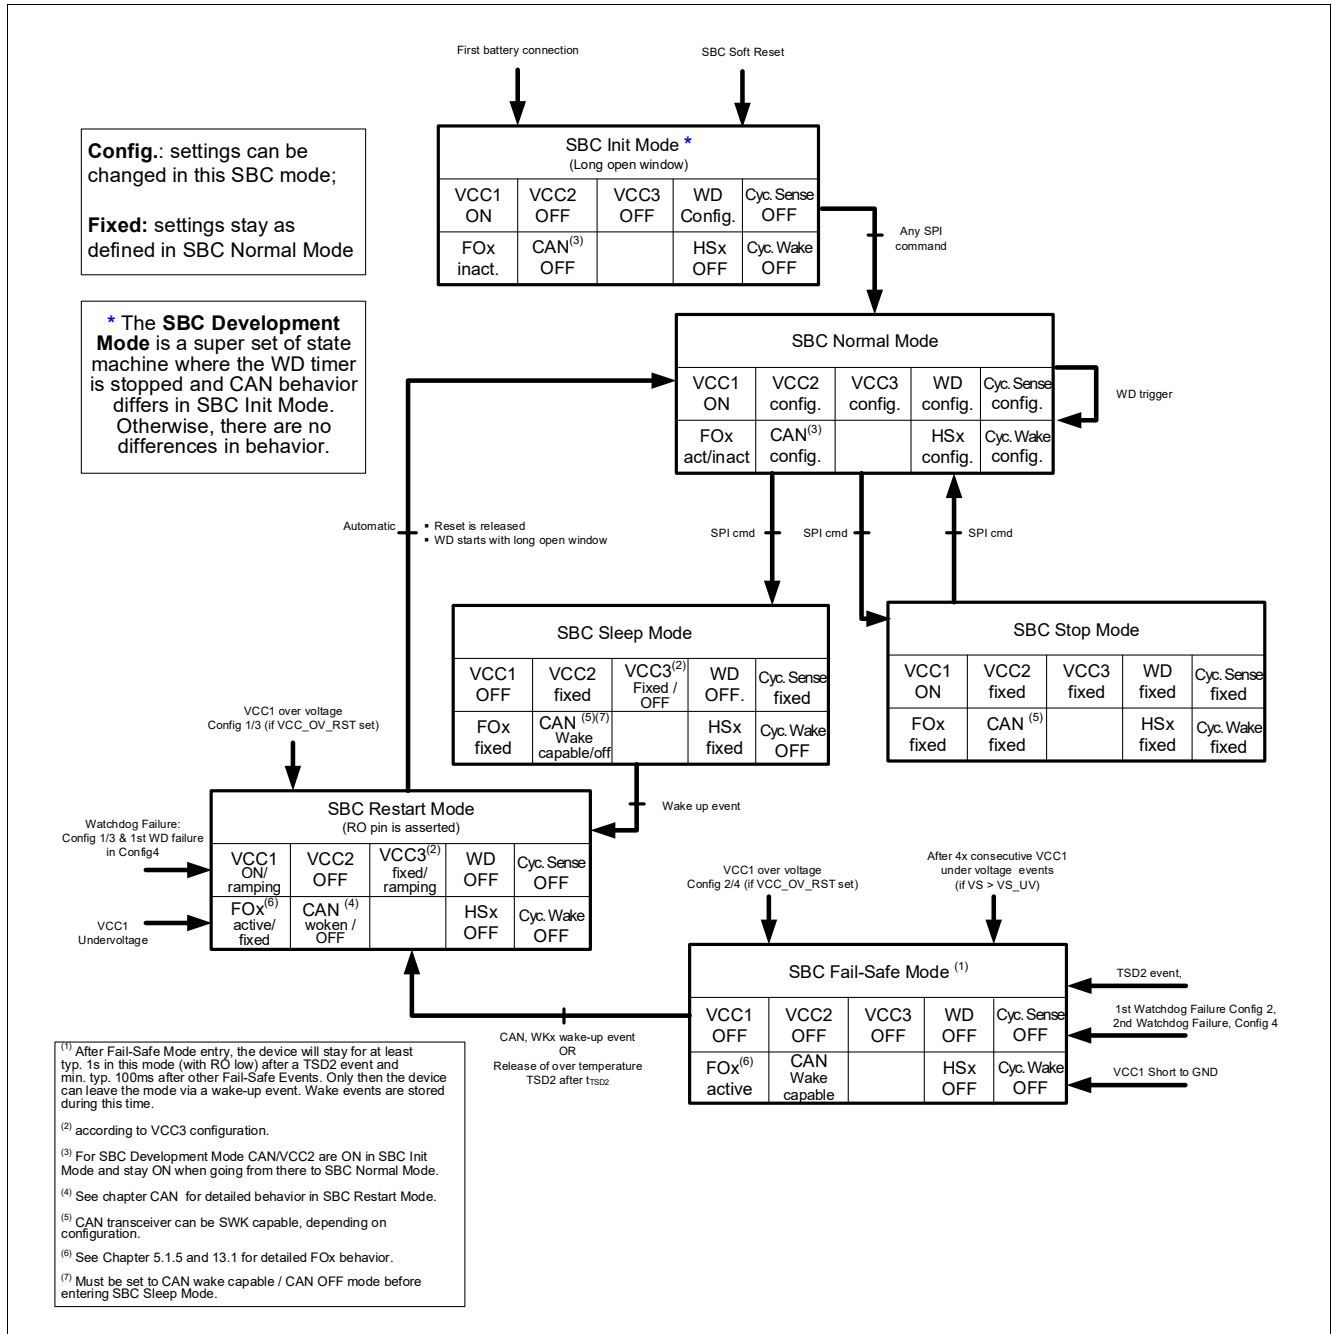 First battery connection
SBC Soft Reset
Config.: settings can be
changed in this SBC mode;
Fixed: settings stay as
defined in SBC Normal Mode
* The SBC Development
Mode is a super set of state
machine where the WD timer
is stopped and CAN behavior
differs in SBC Init Mode.
Otherwise, there are no
differences in behavior.
SBC Init Mode *
(Long open window)
VCC1 VCC2 VCC3 WD Cyc. Sense
ON OFF OFF Config. OFF
FOx CAN(3) HSx Cyc. Wake
inact. OFF OFF OFF
Any SPI
command
SBC Normal Mode
VCC1 VCC2 VCC3 WD Cyc. Sense
ON config. config. config. config.
FOx CAN(3) HSx Cyc. Wake
act/inact config. config. config.
WD trigger
Automatic
▪ Reset is released
▪ WD starts with long open window
SPI cmd
SPI cmd
SPI cmd
SBC Sleep Mode
VCC1 VCC2 VCC3(2) WD Cyc. Sense
OFF fixed Fixed / OFF. fixed
OFF
FOx CAN (5)(7) HSx Cyc. Wake
fixed Wake fixed OFF
capable/off
SBC Stop Mode
VCC1 VCC2 VCC3 WD Cyc. Sense
ON fixed fixed fixed fixed
FOx CAN (5) HSx Cyc. Wake
fixed fixed fixed fixed
VCC1 over voltage
Config 1/3 (if VCC_OV_RST set)
Wake up event
Watchdog Failure:
Config 1/3 & 1st WD failure
in Config4
VCC1
Undervoltage
SBC Restart Mode
(RO pin is asserted)
VCC1 VCC2 VCC3(2) WD Cyc. Sense
ON/ OFF fixed/ OFF OFF
ramping ramping
FOx(6) CAN (4) HSx Cyc. Wake
active/ woken / OFF OFF
fixed OFF
VCC1 over voltage
Config 2/4 (if VCC_OV_RST set)
After 4x consecutive VCC1
under voltage events
(if VS > VS_UV)
SBC Fail-Safe Mode (1)
VCC1 VCC2 VCC3 WD Cyc. Sense
OFF OFF OFF OFF OFF
FOx(6) CAN HSx Cyc. Wake
active Wake OFF OFF
capable
TSD2 event,
1st Watchdog Failure Config 2,
2nd Watchdog Failure, Config 4
VCC1 Short to GND
CAN, WKx wake-up event
OR
Release of over temperature
TSD2 after tTSD2
(1) After Fail-Safe Mode entry, the device will stay for at least
typ. 1s in this mode (with RO low) after a TSD2 event and
min. typ. 100ms after other Fail-Safe Events. Only then the device
can leave the mode via a wake-up event. Wake events are stored
during this time.
(2) according to VCC3 configuration.
(3) For SBC Development Mode CAN/VCC2 are ON in SBC Init
Mode and stay ON when going from there to SBC Normal Mode.
(4) See chapter CAN for detailed behavior in SBC Restart Mode.
(5) CAN transceiver can be SWK capable, depending on
configuration.
(6) See Chapter 5.1.5 and 13.1 for detailed FOx behavior.
(7) Must be set to CAN wake capable / CAN OFF mode before
entering SBC Sleep Mode.